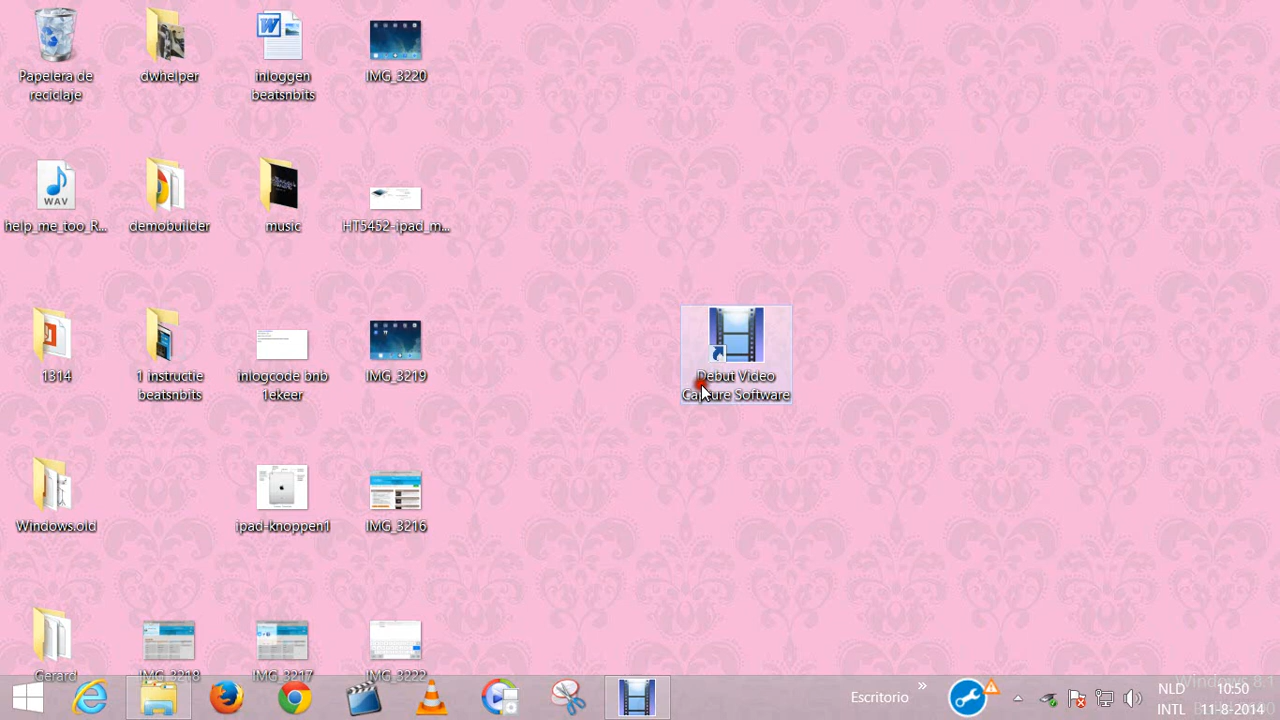 Papelera de
reciclaje
dwhelper
inloggen
beatsnbits
IMG_3220
WAV
help_me_too_R...
demobuilder
music
HT5452-ipad_m...
1314
1 instructie
beatsnbits
inlogcode bnb
1ekeer
IMG_3219
Debut Video
Capture Software
Windows.old
ipad-knoppen1
IMG_3216
Gerard
IMG_3218
IMG_3217
IMG_3222
Escritorio
»
NLD
INTL
10:50
11-8-2014